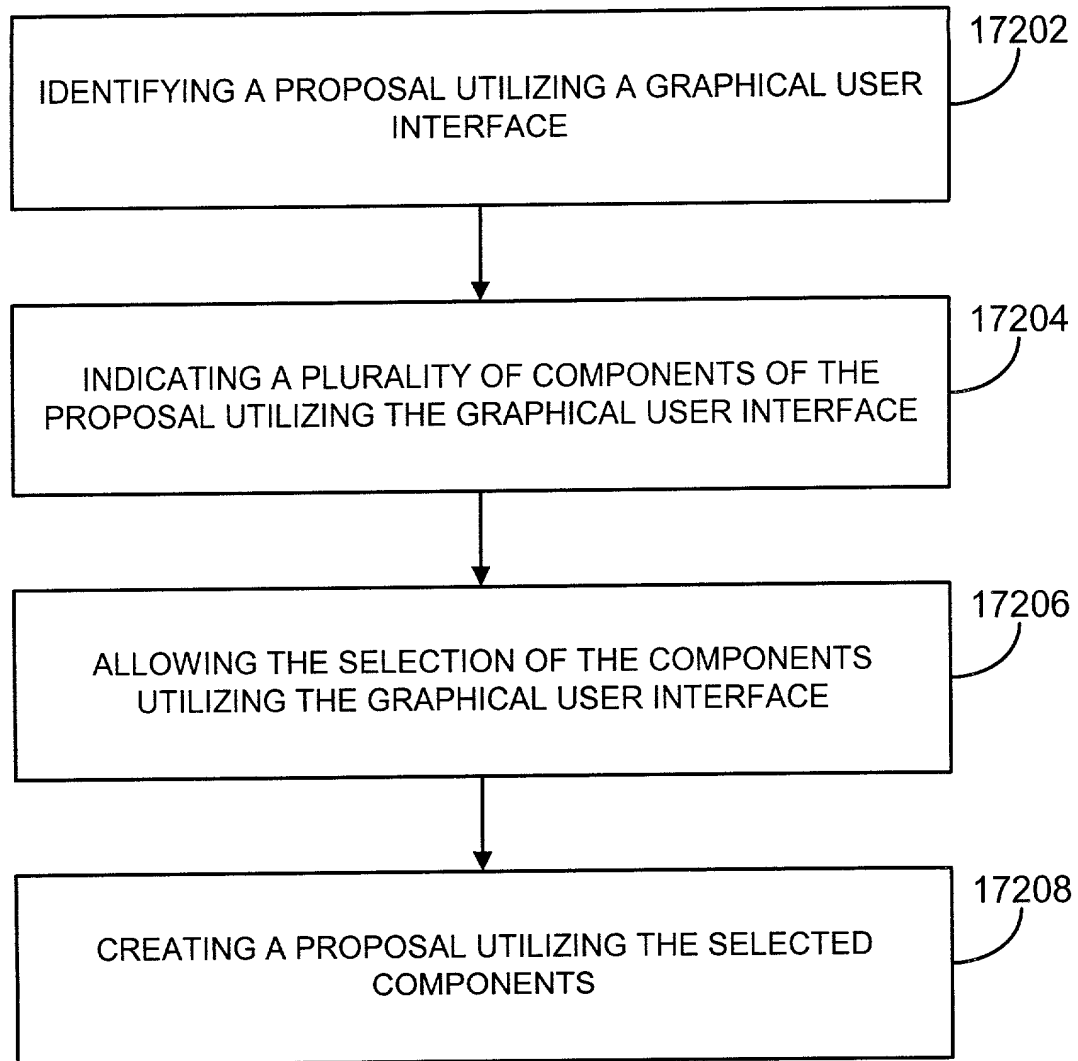 17202
IDENTIFYING A PROPOSAL UTILIZING A GRAPHICAL USER
INTERFACE
17204
INDICATING A PLURALITY OF COMPONENTS OF THE
PROPOSAL UTILIZING THE GRAPHICAL USER INTERFACE
17206
ALLOWING THE SELECTION OF THE COMPONENTS
UTILIZING THE GRAPHICAL USER INTERFACE
17208
CREATING A PROPOSAL UTILIZING THE SELECTED
COMPONENTS